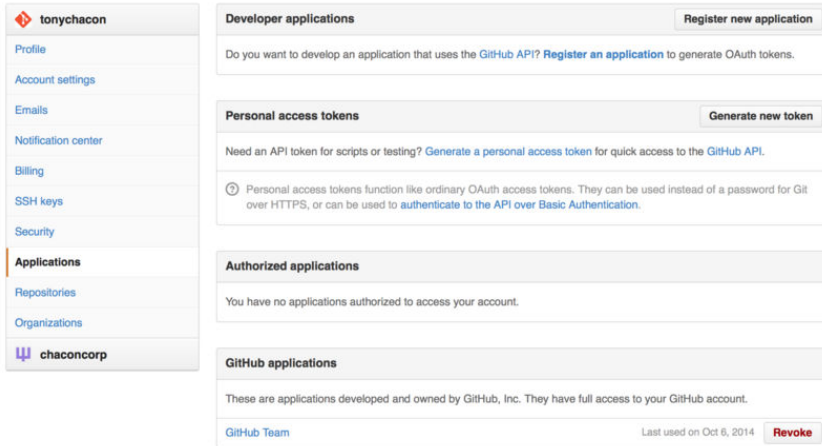 tonychacon
Profile
Account settings
Emails
Notification center
Billing
SSH keys
Security
Applications
Repositories
Organizations
chaconcorp
Developer applications
Register new application
Do you want to develop an application that uses the GitHub API? Register an application to generate OAuth tokens.
Personal access tokens
Generate new token
Need an API token for scripts or testing? Generate a personal access token for quick access to the GitHub API.
Personal access tokens function like ordinary OAuth access tokens. They can be used instead of a password for Git
over HTTPS, or can be used to authenticate to the API over Basic Authentication.
Authorized applications
You have no applications authorized to access your account.
GitHub applications
These are applications developed and owned by GitHub, Inc. They have full access to your GitHub account.
GitHub Team
Last used on Oct 6, 2014
Revoke